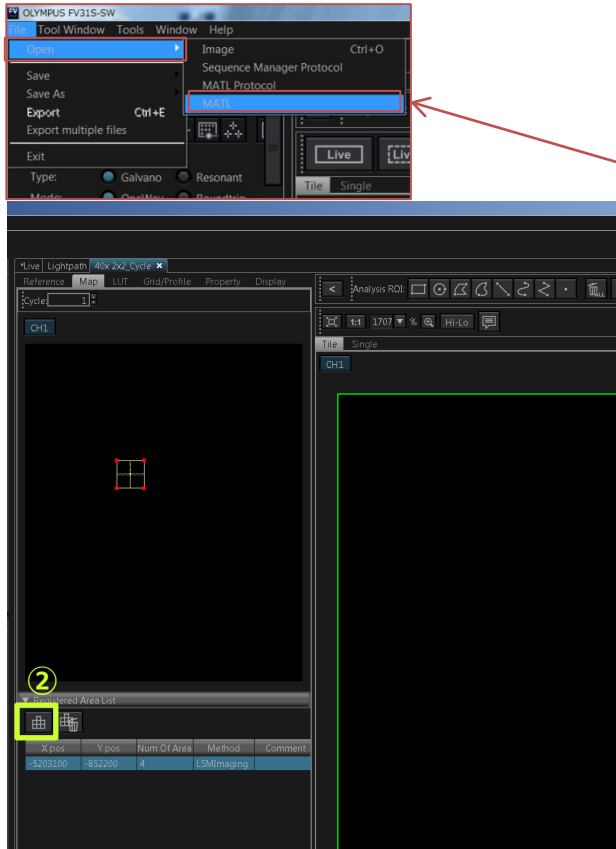 FV OLYMPUS FV31S-SW
File Tool Window Tools Window Help
Open
Image Ctrl+O
Sequence Manager Protocol
Save
MATL Protocol
Save As
MATL
Export Ctrl+E
Export multiple files
Exit
Live
Type: Galvano Resonant
Tile Single
Mode: OneWay Roundtrip
*Live Lightpath 40x 2x2_Cycle ×
Reference Map LUT Grid/Profile Property Display
< Analysis ROI:
Cycle: 1
1:1 1707 % Hi-Lo
CH1
Tile Single
CH1
②
Registered Area List
X pos Y pos Num Of Area Method Comment
-5203100 -852200 4 LSMImaging